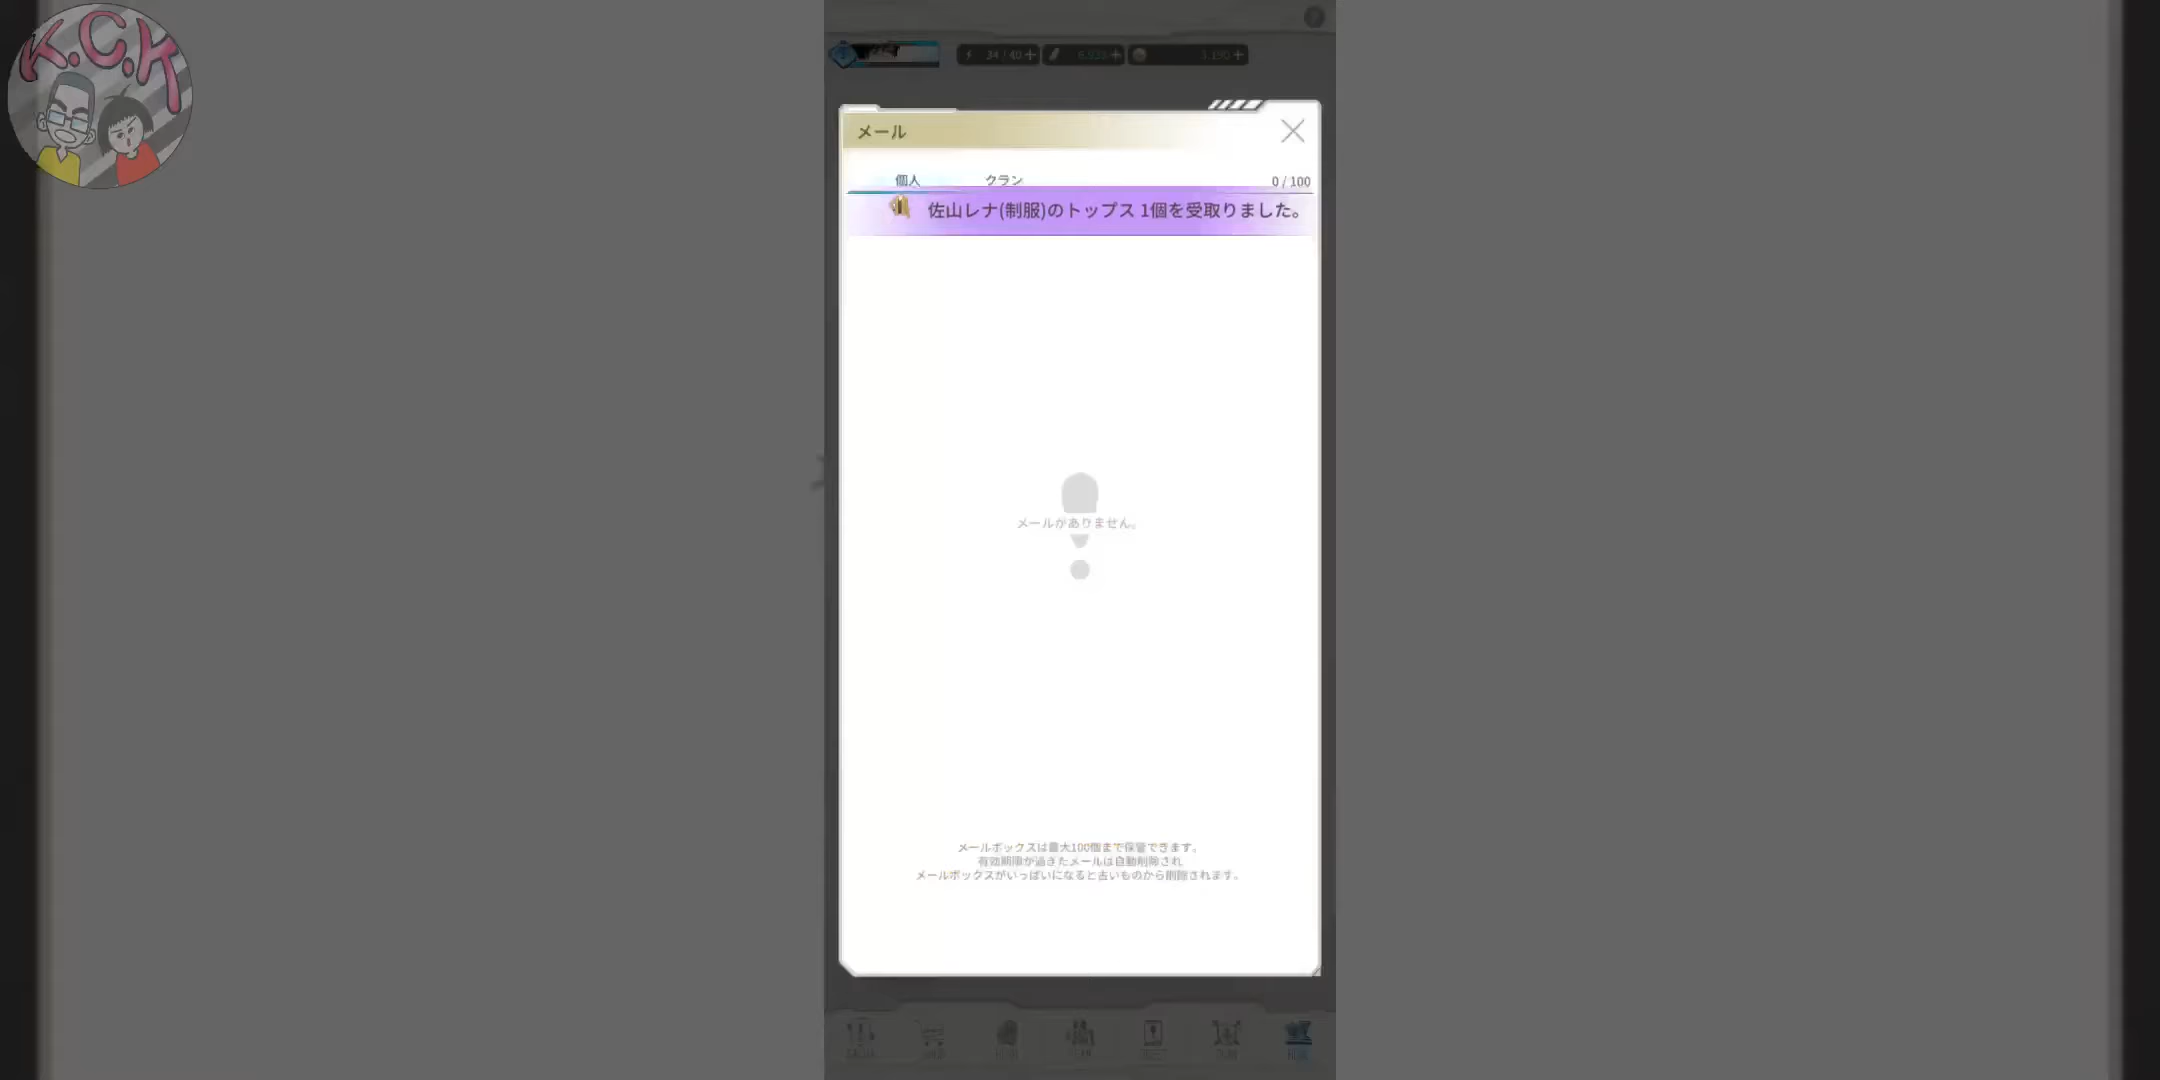 K.C.K
34 / 40
3,190
メール
個人
クラン
0 / 100
佐山レナ(制服)のトップス 1個を受取りました。
メールがありません。
メールボックスは最大100個まで保管できます。
有効期限が過ぎたメールは自動削除され
メールボックスがいっぱいになると古いものから削除されます。